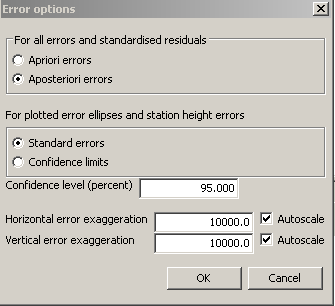 Error options
For all errors and standardised residuals
Apriori errors
Aposteriori errors
For plotted error ellipses and station height errors
Standard errors
Confidence limits
Confidence level (percent) 95.000
Horizontal error exaggeration 10000.0 Autoscale
Vertical error exaggeration 10000.0 Autoscale
OK Cancel